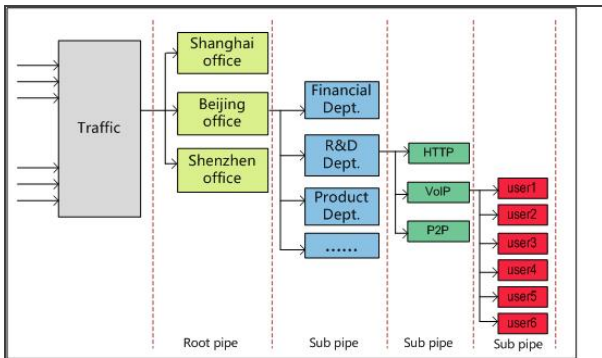 Traffic
Shanghai
office
Beijing
office
Shenzhen
office
Financial
Dept.
R&D
Dept.
Product
Dept.
......
HTTP
VoIP
P2P
user1
user2
user3
user4
user5
user6
Root pipe
Sub pipe
Sub pipe
Sub pipe